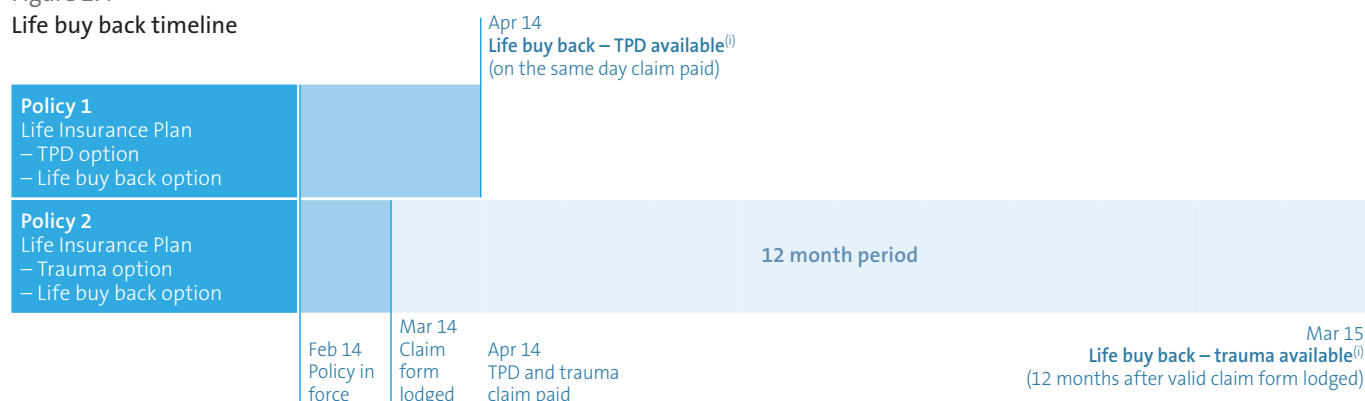 Life buy back timeline
Apr 14
Life buy back – TPD available(i)
(on the same day claim paid)
Policy 1
Life Insurance Plan
– TPD option
– Life buy back option
Policy 2
Life Insurance Plan
– Trauma option
– Life buy back option
12 month period
Feb 14
Policy in
force
Mar 14
Claim
form
lodged
Apr 14
TPD and trauma
claim paid
Mar 15
Life buy back – trauma available(i)
(12 months after valid claim form lodged)